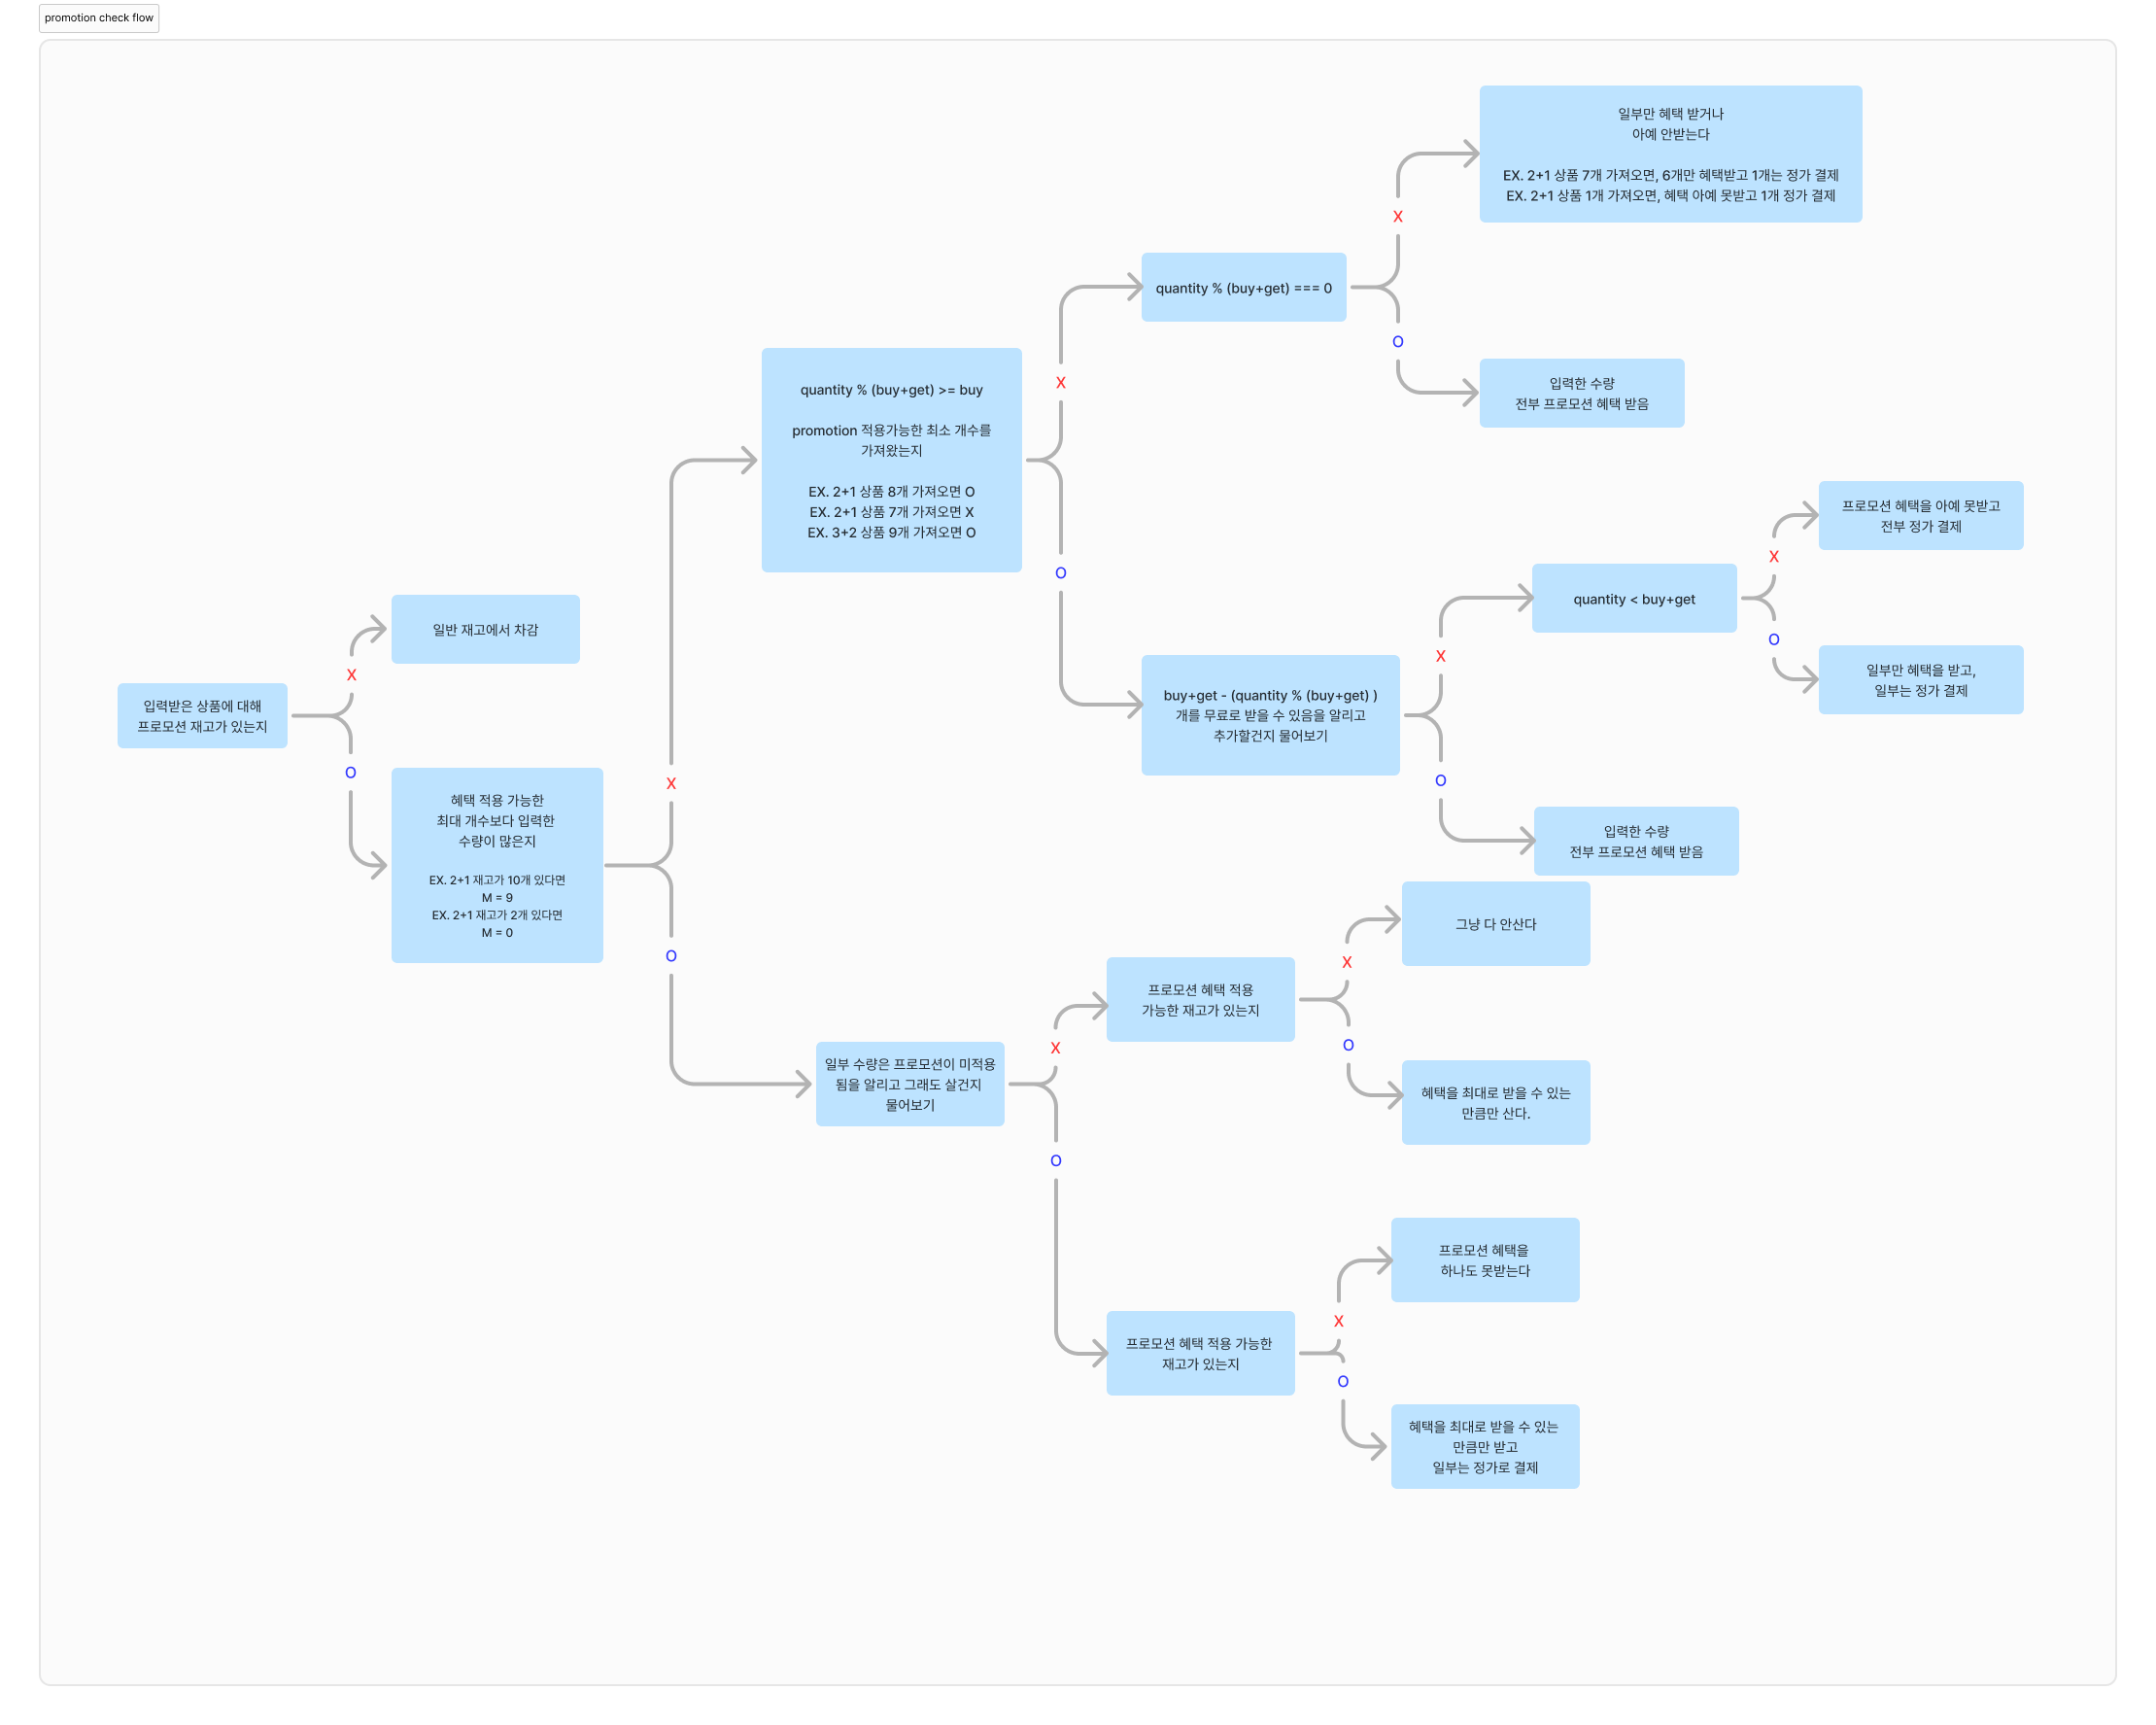 promotion check flow
입력받은 상품에 대해
프로모션 재고가 있는지
X
일반 재고에서 차감
O
혜택 적용 가능한
최대 개수보다 입력한
수량이 많은지
EX. 2+1 재고가 10개 있다면
M = 9
EX. 2+1 재고가 2개 있다면
M = 0
X
quantity % (buy+get) >= buy
promotion 적용가능한 최소 개수를
가져왔는지
EX. 2+1 상품 8개 가져오면 O
EX. 2+1 상품 7개 가져오면 X
EX. 3+2 상품 9개 가져오면 O
X
quantity % (buy+get) === 0
X
일부만 혜택 받거나
아예 안받는다
EX. 2+1 상품 7개 가져오면, 6개만 혜택받고 1개는 정가 결제
EX. 2+1 상품 1개 가져오면, 혜택 아예 못받고 1개 정가 결제
O
입력한 수량
전부 프로모션 혜택 받음
O
buy+get - (quantity % (buy+get) )
개를 무료로 받을 수 있음을 알리고
추가할건지 물어보기
X
quantity < buy+get
X
프로모션 혜택을 아예 못받고
전부 정가 결제
O
일부만 혜택을 받고,
일부는 정가 결제
O
입력한 수량
전부 프로모션 혜택 받음
O
일부 수량은 프로모션이 미적용
됨을 알리고 그래도 살건지
물어보기
X
프로모션 혜택 적용
가능한 재고가 있는지
X
그냥 다 안산다
O
혜택을 최대로 받을 수 있는
만큼만 산다.
O
프로모션 혜택 적용 가능한
재고가 있는지
X
프로모션 혜택을
하나도 못받는다
O
혜택을 최대로 받을 수 있는
만큼만 받고
일부는 정가로 결제